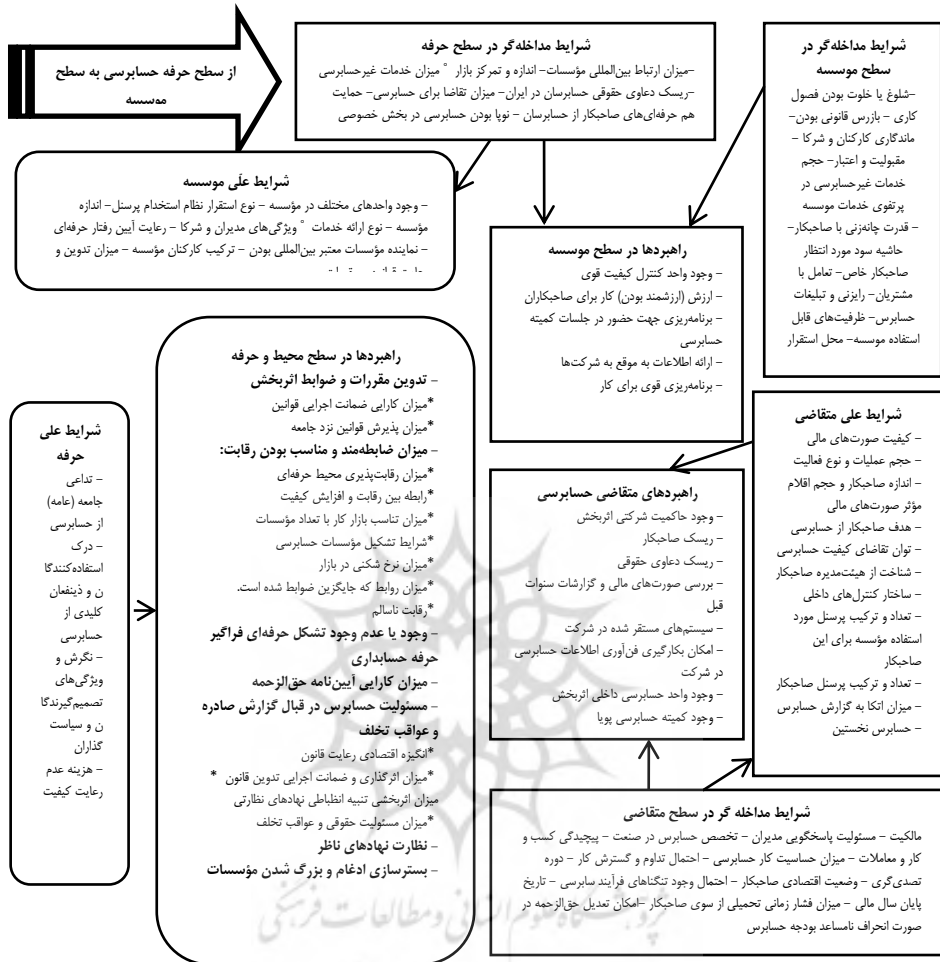 از سطح حرفه حسابرسی به سطح
موسسه
شرایط مداخله‌گر در سطح حرفه
–میزان ارتباط بین‌المللی مؤسسات– اندازه و تمرکز بازار ° میزان خدمات غیرحسابرسی
–ریسک دعاوی حقوقی حسابرسان در ایران– میزان تقاضا برای حسابرسی– حمایت
هم حرفه‌ای‌های صاحبکار از حسابرسان – نوپا بودن حسابرسی در بخش خصوصی
شرایط مداخله‌گر در
سطح موسسه
–شلوغ یا خلوت بودن فصول
کاری – بازرس قانونی بودن–
ماندگاری کارکنان و شرکا –
مقبولیت و اعتبار– حجم
خدمات غیرحسابرسی در
پرتفوی خدمات موسسه
– قدرت چانه‌زنی با صاحبکار–
حاشیه سود مورد انتظار
صاحبکار خاص– تعامل با
مشتریان– رایزنی و تبلیغات
حسابرس– ظرفیت‌های قابل
استفاده موسسه– محل استقرار
شرایط علّی موسسه
– وجود واحدهای مختلف در مؤسسه – نوع استقرار نظام استخدام پرسنل– اندازه
مؤسسه – نوع ارائه خدمات ° ویژگی‌های مدیران و شرکا – رعایت آیین رفتار حرفه‌ای
– نماینده مؤسسات معتبر بین‌المللی بودن – ترکیب کارکنان مؤسسه – میزان تدوین و
راهبردها در سطح موسسه
– وجود واحد کنترل کیفیت قوی
– ارزش (ارزشمند بودن) کار برای صاحبکاران
– برنامه‌ریزی جهت حضور در جلسات کمیته
حسابرسی
– ارائه اطلاعات به موقع به شرکت‌ها
– برنامه‌ریزی قوی برای کار
راهبردها در سطح محیط و حرفه
– تدوین مقررات و ضوابط اثربخش
*میزان کارایی ضمانت اجرایی قوانین
*میزان پذیرش قوانین نزد جامعه
– میزان ضابطه‌مند و مناسب بودن رقابت:
*میزان رقابت‌پذیری محیط حرفه‌ای
*رابطه بین رقابت و افزایش کیفیت
*میزان تناسب بازار کار با تعداد مؤسسات
*شرایط تشکیل مؤسسات حسابرسی
*میزان نرخ شکنی در بازار
*میزان روابط که جایگزین ضوابط شده است.
*رقابت ناسالم
– وجود یا عدم وجود تشکل حرفه‌ای فراگیر
حرفه حسابداری
– میزان کارایی آیین‌نامه حق‌الزحمه
– مسئولیت حسابرس در قبال گزارش صادره
و عواقب تخلف
*انگیزه اقتصادی رعایت قانون
*میزان اثرگذاری و ضمانت اجرایی تدوین قانون *
میزان اثربخشی تنبیه انظباطی نهادهای نظارتی
*میزان مسئولیت حقوقی و عواقب تخلف
– نظارت نهادهای ناظر
– بسترسازی ادغام و بزرگ شدن مؤسسات
شرایط علی
حرفه
– تداعی
جامعه (عامه)
از حسابرسی
– درک
استفاده‌کنندگا
ن و ذینفعان
کلیدی از
حسابرسی
– نگرش و
ویژگی‌های
تصمیم‌گیرندگا
ن و سیاست
گذاران
– هزینه عدم
رعایت کیفیت
شرایط علی متقاضی
– کیفیت صورت‌های مالی
– حجم عملیات و نوع فعالیت
– اندازه صاحبکار و حجم اقلام
مؤثر صورت‌های مالی
– هدف صاحبکار از حسابرسی
– توان تقاضای کیفیت حسابرسی
– شناخت از هیئت‌مدیره صاحبکار
– ساختار کنترل‌های داخلی
– تعداد و ترکیب پرسنل مورد
استفاده مؤسسه برای این
صاحبکار
– تعداد و ترکیب پرسنل صاحبکار
– میزان اتکا به گزارش حسابرس
– حسابرس نخستین
راهبردهای متقاضی حسابرسی
– وجود حاکمیت شرکتی اثربخش
– ریسک صاحبکار
– ریسک دعاوی حقوقی
– بررسی صورت‌های مالی و گزارشات سنوات
قبل
– سیستم‌های مستقر شده در شرکت
– امکان بکارگیری فن‌آوری اطلاعات حسابرسی
در شرکت
– وجود واحد حسابرسی داخلی اثربخش
– وجود کمیته حسابرسی پویا
شرایط مداخله گر در سطح متقاضی
مالکیت – مسئولیت پاسخگویی مدیران – تخصص حسابرس در صنعت – پیچیدگی کسب و
کار و معاملات – میزان حساسیت کار حسابرسی – احتمال تداوم و گسترش کار – دوره
تصدی‌گری – وضعیت اقتصادی صاحبکار – احتمال وجود تنگناهای فرآیند سابرسی – تاریخ
پایان سال مالی – میزان فشار زمانی تحمیلی از سوی صاحبکار –امکان تعدیل حق‌الزحمه در
صورت انحراف نامساعد بودجه حسابرس
پژوهشگاه علوم انسانی و مطالعات فرهنگی